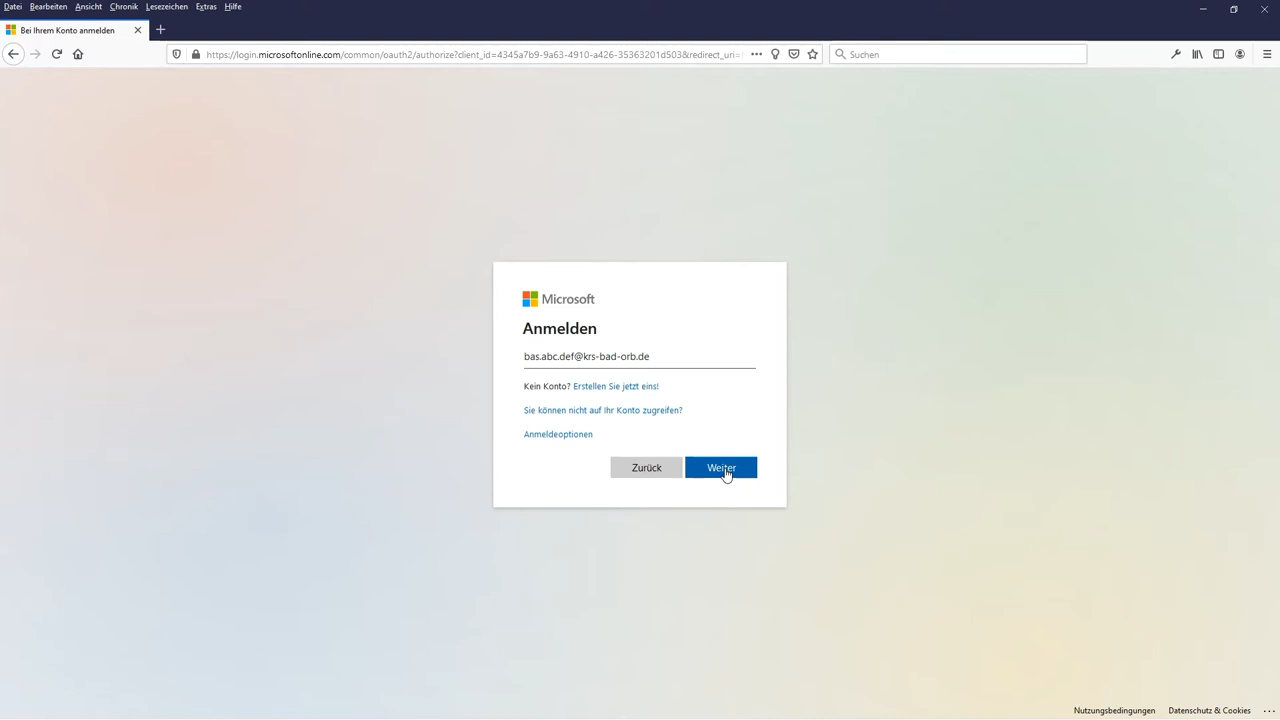 Datei Bearbeiten Ansicht Chronik Lesezeichen Extras Hilfe
Bei Ihrem Konto anmelden
https://login.microsoftonline.com/common/oauth2/authorize?client_id=4345a7b9-9a63-4910-a426-35363201d503&redirect_uri=
Suchen
Microsoft
Anmelden
bas.abc.def@krs-bad-orb.de
Kein Konto? Erstellen Sie jetzt eins!
Sie können nicht auf Ihr Konto zugreifen?
Anmeldeoptionen
Zurück Weiter
Nutzungsbedingungen Datenschutz & Cookies ...